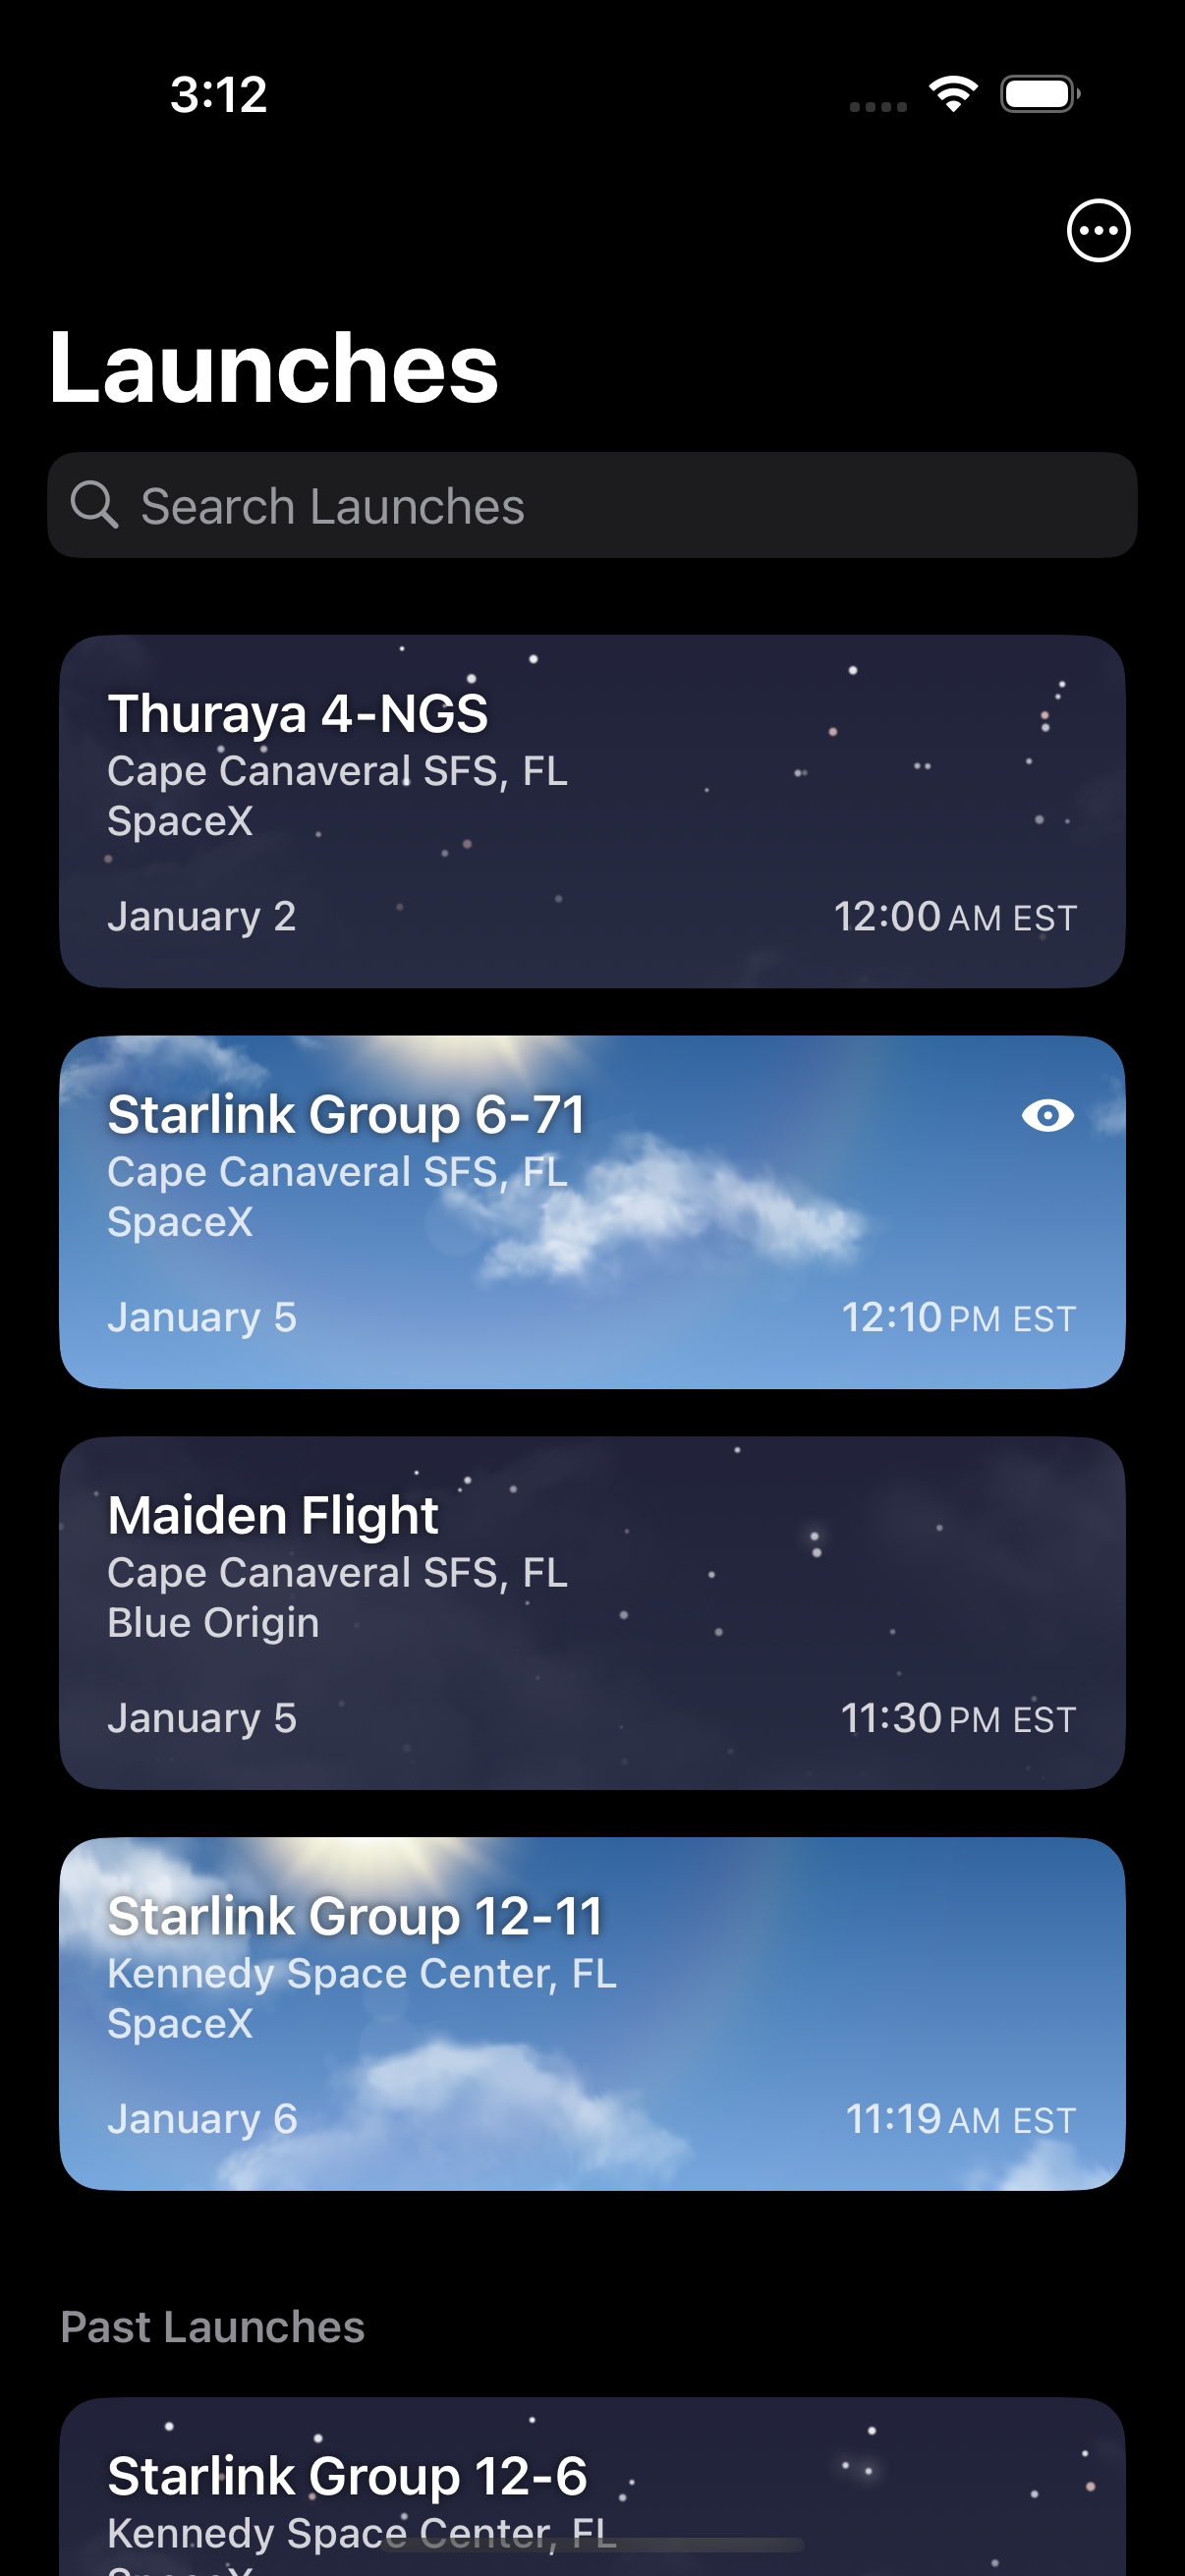 3:12
Launches
Search Launches
Thuraya 4-NGS
Cape Canaveral SFS, FL
SpaceX
January 2 12:00 AM EST
Starlink Group 6-71
Cape Canaveral SFS, FL
SpaceX
January 5 12:10 PM EST
Maiden Flight
Cape Canaveral SFS, FL
Blue Origin
January 5 11:30 PM EST
Starlink Group 12-11
Kennedy Space Center, FL
SpaceX
January 6 11:19 AM EST
Past Launches
Starlink Group 12-6
Kennedy Space Center, FL
SpaceX